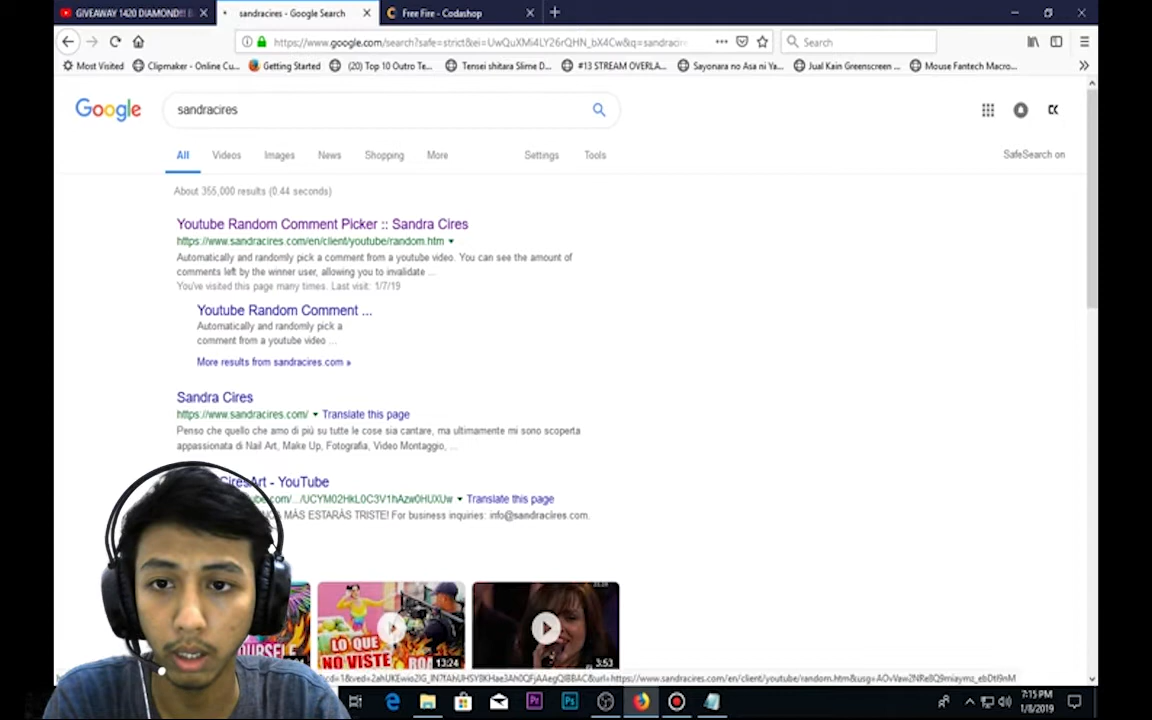 GIVEAWAY 1420 DIAMOND!!!
sandracires - Google Search
Free Fire - Codashop
https://www.google.com/search?safe=strict&ei=UwQuXMi4LY26rQHN_bX4Cw&q=sandracire
Search
Most Visited
Clipmaker - Online Cu...
Getting Started
(20) Top 10 Outro Te...
Tensei shitara Slime D...
#13 STREAM OVERLA...
Sayonara no Asa ni Ya...
Jual Kain Greenscreen ...
Mouse Fantech Macro...
Google
sandracires
All Videos Images News Shopping More Settings Tools
SafeSearch on
About 355,000 results (0.44 seconds)
Youtube Random Comment Picker :: Sandra Cires
https://www.sandracires.com/en/client/youtube/random.htm
Automatically and randomly pick a comment from a youtube video. You can see the amount of
comments left by the winner user, allowing you to invalidate ...
You've visited this page many times. Last visit: 1/7/19
Youtube Random Comment ...
Automatically and randomly pick a
comment from a youtube video ...
More results from sandracires.com »
Sandra Cires
https://www.sandracires.com/ Translate this page
Penso che quello che amo di più su tutte le cose sia cantare, ma ultimamente mi sono scoperta
appassionata di Nail Art, Make Up, Fotografia, Video Montaggio, ...
CiresArt - YouTube
Translate this page
MÁS ESTARÁS TRISTE! For business inquiries: info@sandracires.com.
LO QUE
NO VISTE
13:24
3:53
7:15 PM
1/8/2019